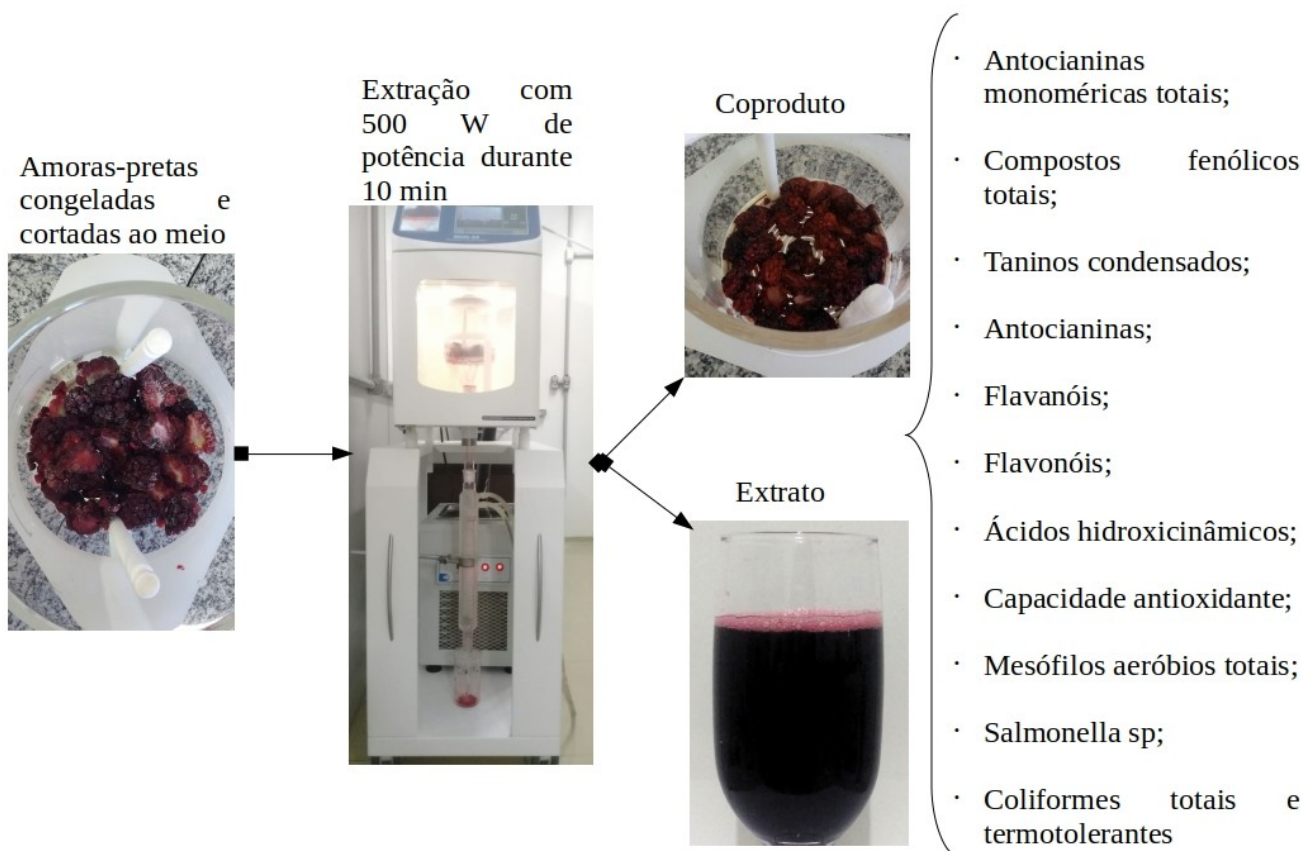 Amoras-pretas
congeladas e
cortadas ao meio
Extração com
500 W de
potência durante
10 min
Coproduto
Extrato
· Antocianinas
monoméricas totais;
· Compostos fenólicos
totais;
· Taninos condensados;
· Antocianinas;
· Flavanóis;
· Flavonóis;
· Ácidos hidroxicinâmicos;
· Capacidade antioxidante;
· Mesófilos aeróbios totais;
· Salmonella sp;
· Coliformes totais e
termotolerantes